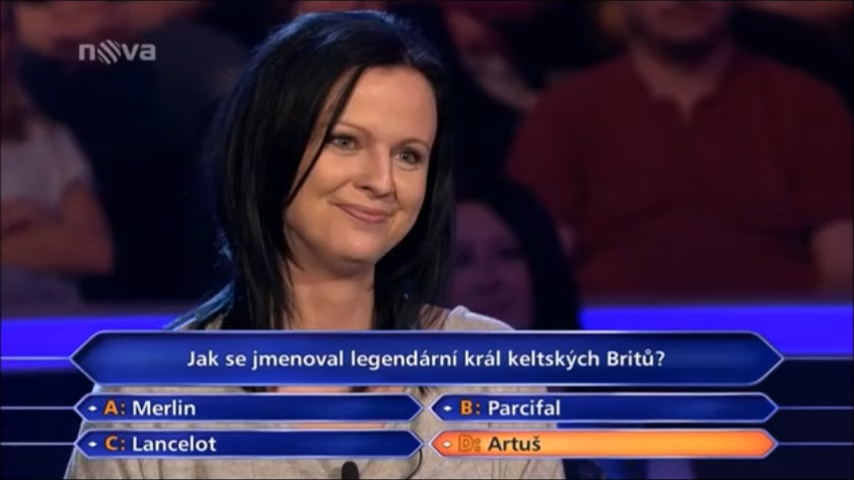 nova
Jak se jmenoval legendární král keltských Britů?
A: Merlin
B: Parcifal
C: Lancelot
D: Artuš